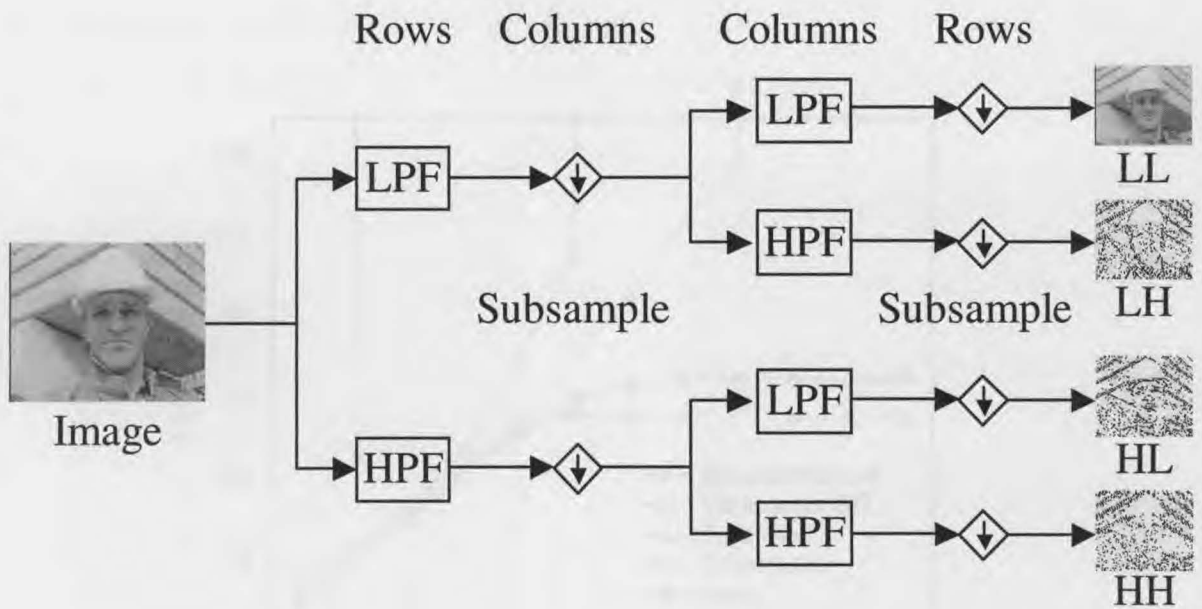 Rows Columns Columns Rows
LPF
LL
LPF
HPF
LH
Subsample Subsample
Image
LPF
HL
HPF
HPF
HH